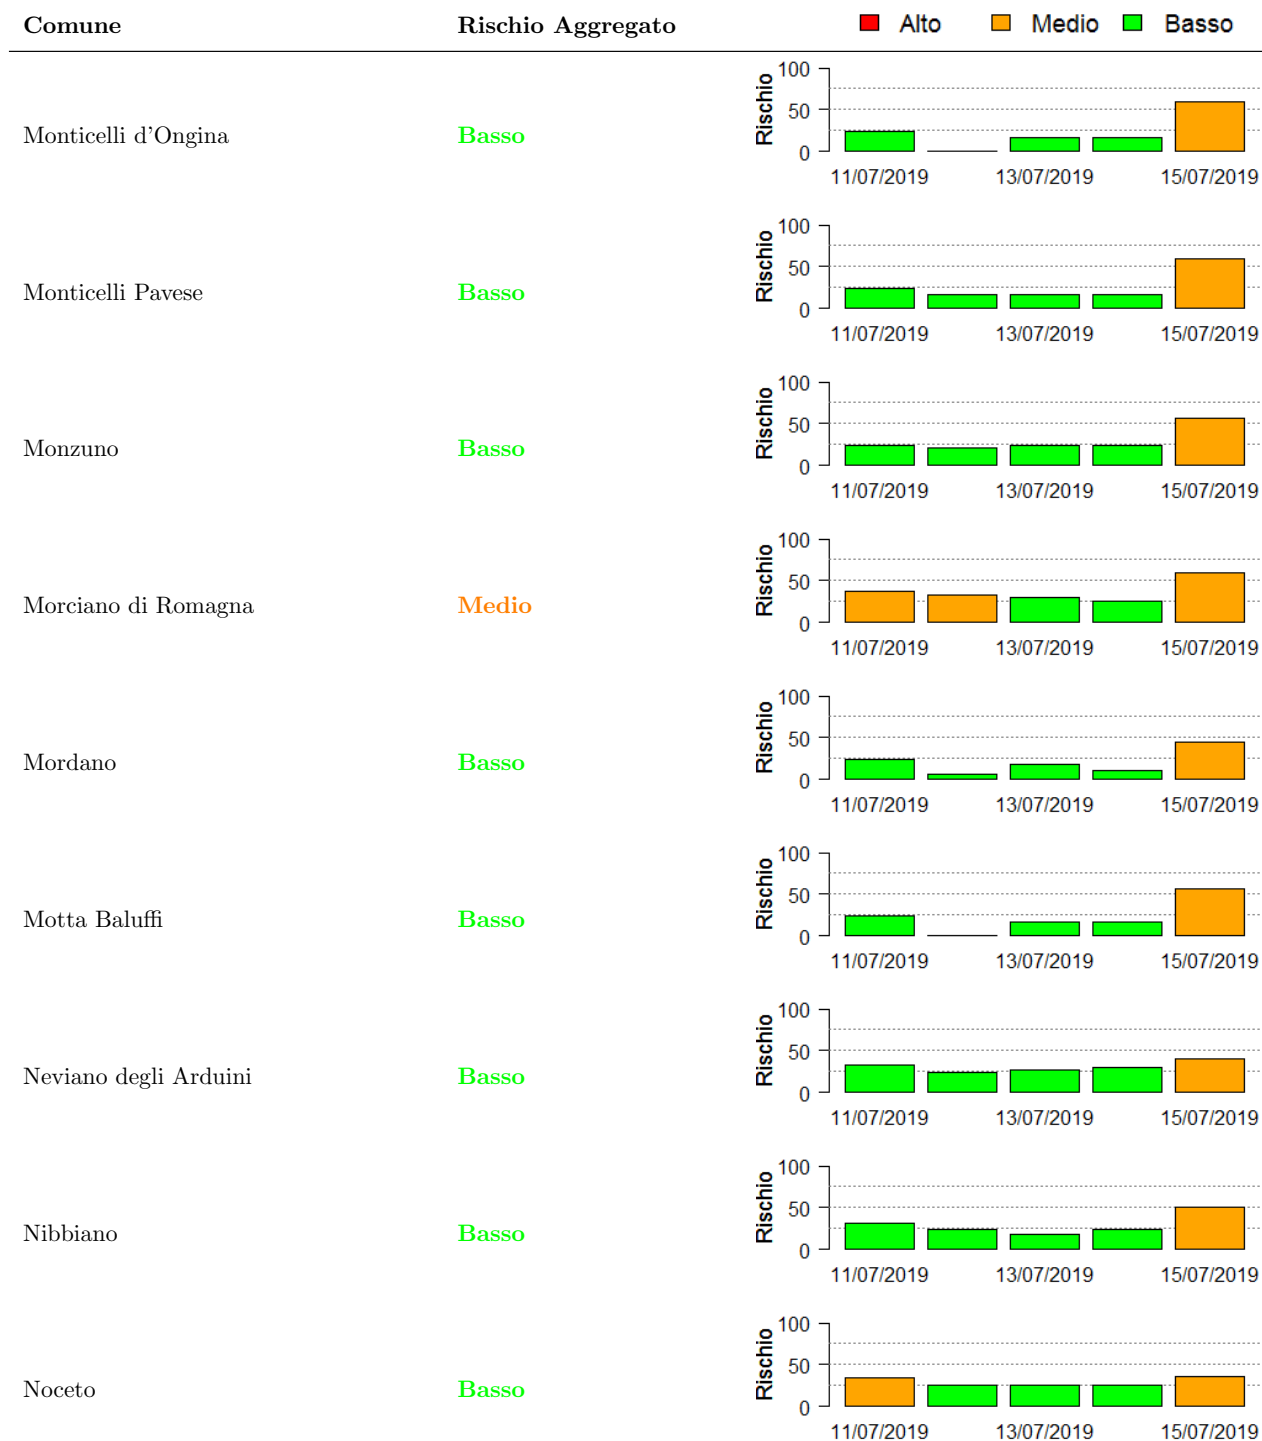 Comune Rischio Aggregato Alto Medio Basso
Monticelli d'Ongina Basso
Rischio
100
50
0
11/07/2019 13/07/2019 15/07/2019
Monticelli Pavese Basso
Rischio
100
50
0
11/07/2019 13/07/2019 15/07/2019
Monzuno Basso
Rischio
100
50
0
11/07/2019 13/07/2019 15/07/2019
Morciano di Romagna Medio
Rischio
100
50
0
11/07/2019 13/07/2019 15/07/2019
Mordano Basso
Rischio
100
50
0
11/07/2019 13/07/2019 15/07/2019
Motta Baluffi Basso
Rischio
100
50
0
11/07/2019 13/07/2019 15/07/2019
Neviano degli Arduini Basso
Rischio
100
50
0
11/07/2019 13/07/2019 15/07/2019
Nibbiano Basso
Rischio
100
50
0
11/07/2019 13/07/2019 15/07/2019
Noceto Basso
Rischio
100
50
0
11/07/2019 13/07/2019 15/07/2019